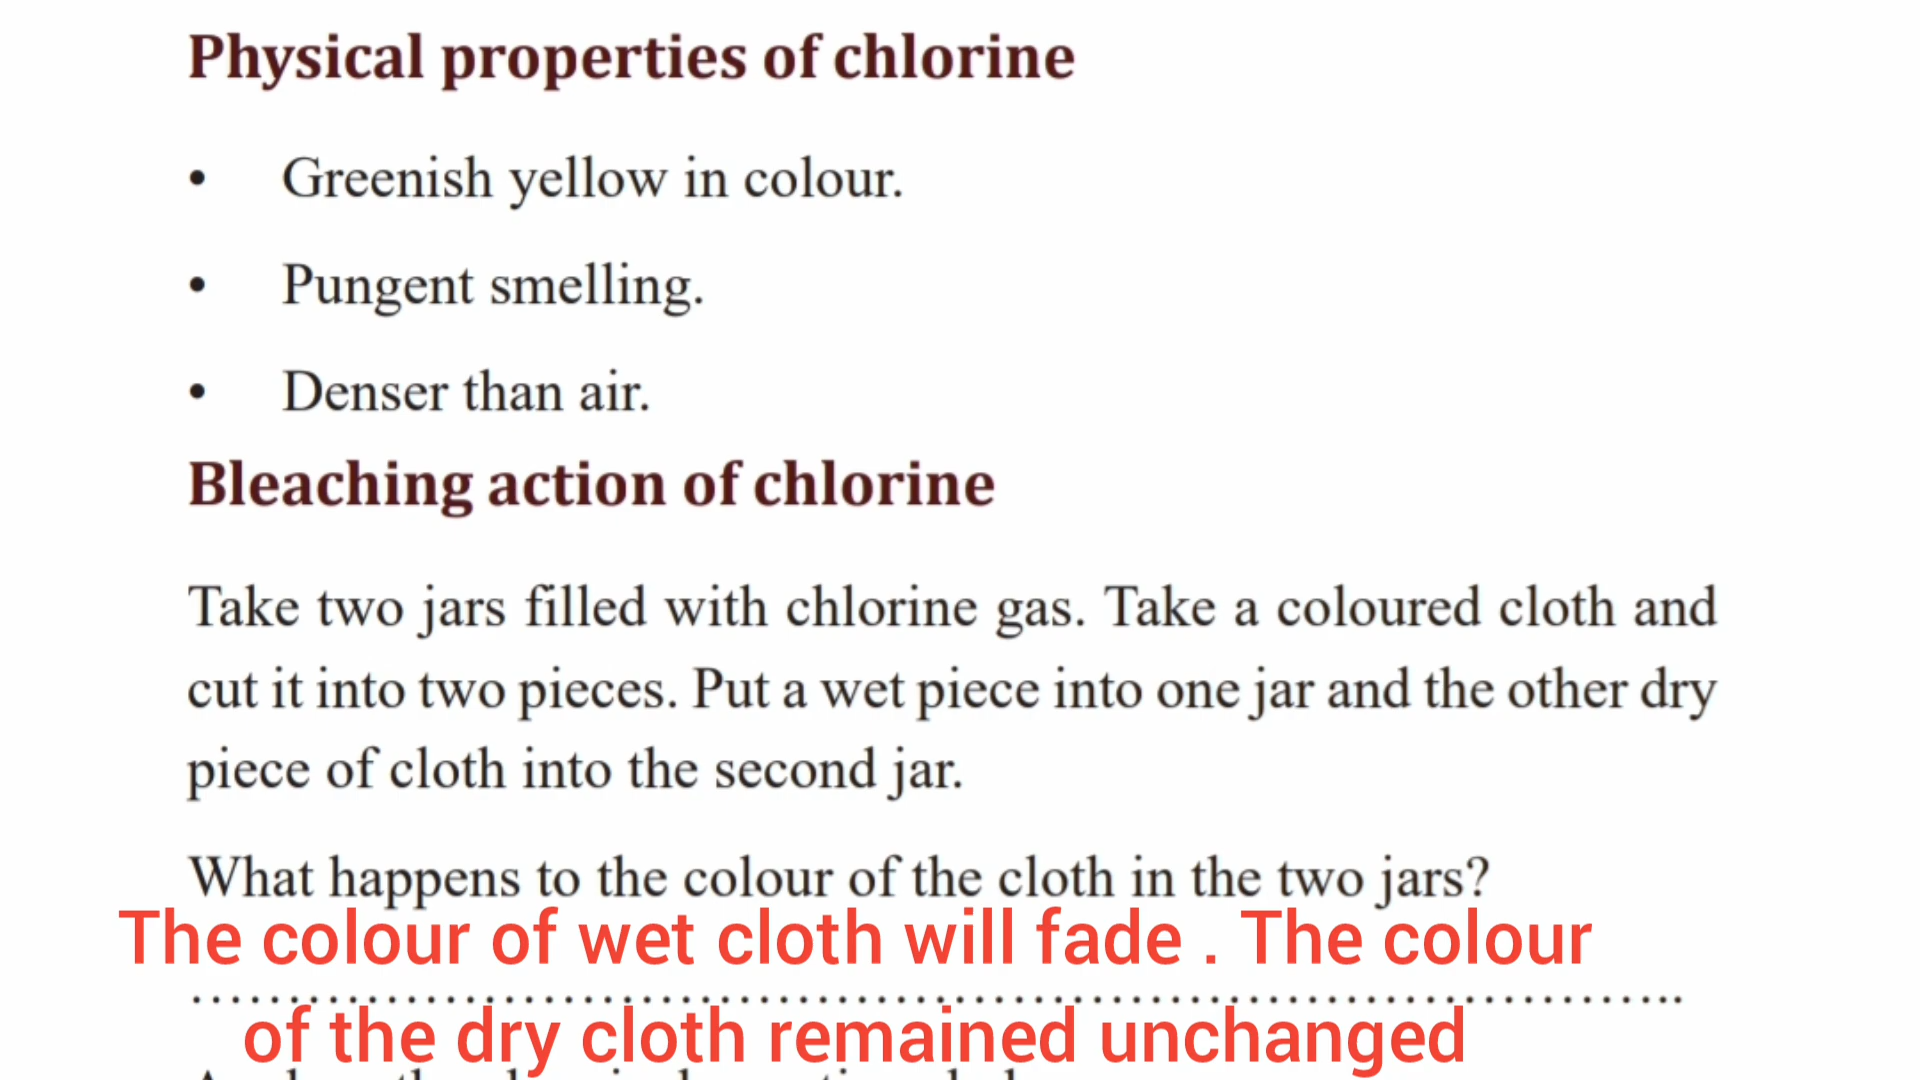 Physical properties of chlorine
• Greenish yellow in colour.
• Pungent smelling.
• Denser than air.
Bleaching action of chlorine
Take two jars filled with chlorine gas. Take a coloured cloth and
cut it into two pieces. Put a wet piece into one jar and the other dry
piece of cloth into the second jar.
What happens to the colour of the cloth in the two jars?
The colour of wet cloth will fade . The colour
of the dry cloth remained unchanged